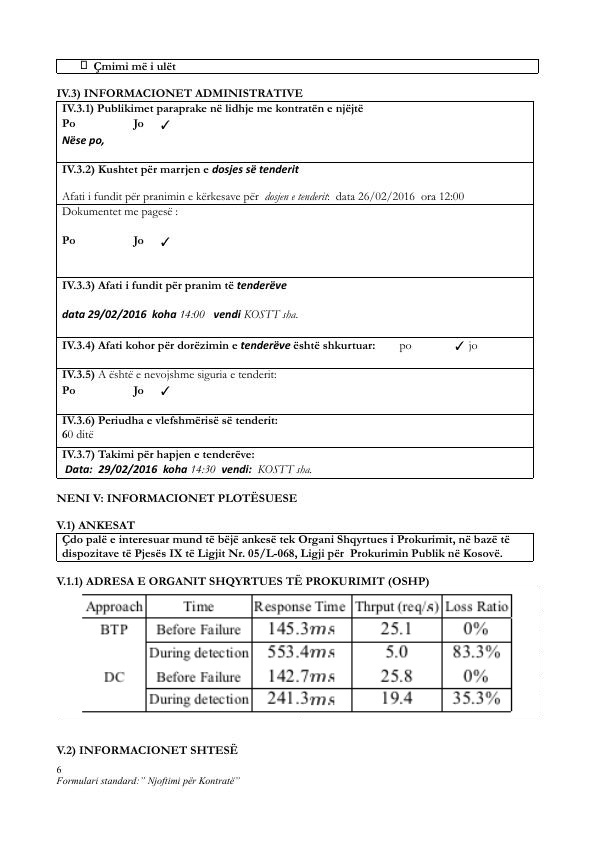 ☐ Çmimi më i ulët
IV.3) INFORMACIONET ADMINISTRATIVE
IV.3.1) Publikimet paraprake në lidhje me kontratën e njëjtë
Po Jo ✓
Nëse po,
IV.3.2) Kushtet për marrjen e dosjes së tenderit
Afati i fundit për pranimin e kërkesave për dosjen e tenderit: data 26/02/2016 ora 12:00
Dokumentet me pagesë :
Po Jo ✓
IV.3.3) Afati i fundit për pranim të tenderëve
data 29/02/2016 koha 14:00 vendi KOSTT sha.
IV.3.4) Afati kohor për dorëzimin e tenderëve është shkurtuar: po ✓ jo
IV.3.5) A është e nevojshme siguria e tenderit:
Po Jo ✓
IV.3.6) Periudha e vlefshmërisë së tenderit:
60 ditë
IV.3.7) Takimi për hapjen e tenderëve:
Data: 29/02/2016 koha 14:30 vendi: KOSTT sha.
NENI V: INFORMACIONET PLOTËSUESE
V.1) ANKESAT
Çdo palë e interesuar mund të bëjë ankesë tek Organi Shqyrtues i Prokurimit, në bazë të
dispozitave të Pjesës IX të Ligjit Nr. 05/L-068, Ligji për Prokurimin Publik në Kosovë.
V.1.1) ADRESA E ORGANIT SHQYRTUES TË PROKURIMIT (OSHP)
Approach Time Response Time Thrput (req/s) Loss Ratio
BTP Before Failure 145.3ms 25.1 0%
During detection 553.4ms 5.0 83.3%
DC Before Failure 142.7ms 25.8 0%
During detection 241.3ms 19.4 35.3%
V.2) INFORMACIONET SHTESË
6
Formulari standard:” Njoftimi për Kontratë”